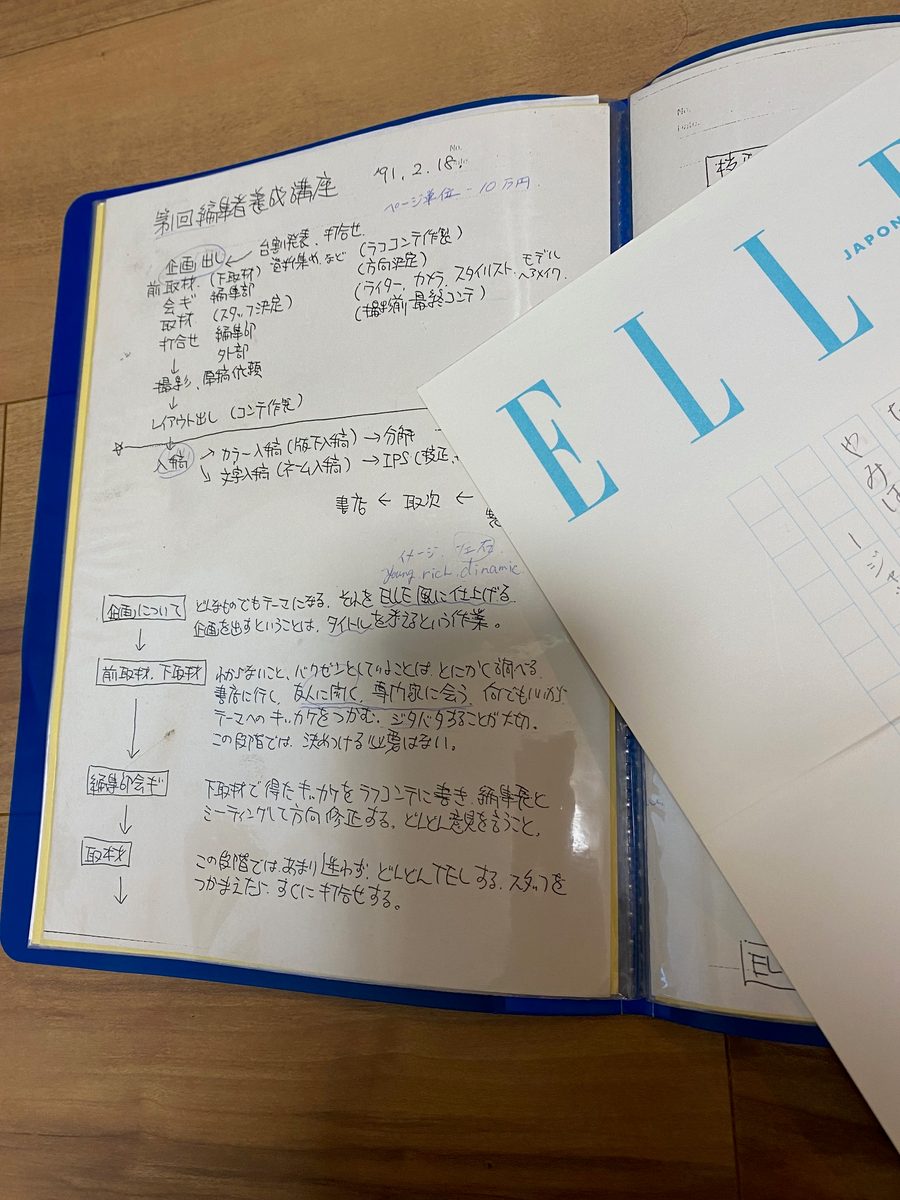 No.
'91. 2. 18.
第1回 編集者養成講座
ページ単位 - 10万円.
企画出し ← 台割発表. 打合せ.
資料集め. など (ラフコンテ作製)
前取材. (下取材) (方向決定) モデル
会ギ 編集部 (ライター, カメラ, スタイリスト. ヘアメイク.
取材 (スタッフ決定) (撮影前 最終コンテ)
打合せ 編集部
外部
↓
撮影、原稿依頼
↓
レイアウト出し (コンテ作製)
↓
入稿 → カラー入稿 (版下入稿) → 分解 →
↘ 文字入稿 (ネーム入稿) → IPS (校正.
書店 ← 取次 ←
イメージ.
young rich. dinamic
企画について どんなものでもテーマになる. それを ELLE 風に仕上げる.
企画を出すということは. タイトルを考えるという作業。
↓
前取材. 下取材 わからないこと、バクゼンとしていることは、とにかく調べる.
書店に行く. 友人に聞く. 専門家に会う 何でもいいから
テーマへのキッカケをつかむ. ジタバタすることが大切.
この段階では、決めつける必要はない。
↓
編集部会ギ 下取材で得たキッカケをラフコンテに書き. 編集長と
ミーティングして方向修正する. どんどん意見を言うこと.
↓
取材 この段階では、あまり迷わず. どんどんTELする. スタッフを
つかまえたら. すぐに打合せする。
↓
No.
ELLE
JAPON
やみは
ー
ジャ
EL